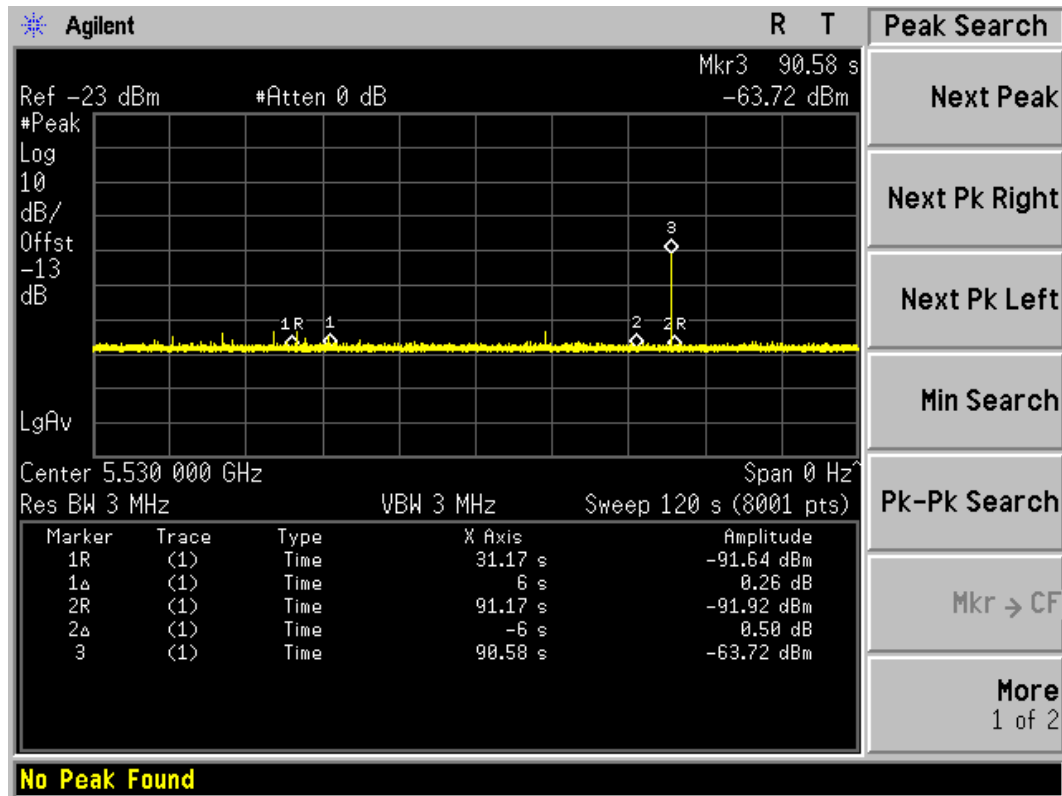 Agilent R T Peak Search
Mkr3 90.58 s
Ref -23 dBm #Atten 0 dB -63.72 dBm
#Peak
Log
10
dB/
Offst
-13
dB
LgAv
3
1R 1 2 2R
Center 5.530 000 GHz Span 0 Hz^
Res BW 3 MHz VBW 3 MHz Sweep 120 s (8001 pts)
Marker Trace Type X Axis Amplitude
1R (1) Time 31.17 s -91.64 dBm
1Δ (1) Time 6 s 0.26 dB
2R (1) Time 91.17 s -91.92 dBm
2Δ (1) Time -6 s 0.50 dB
3 (1) Time 90.58 s -63.72 dBm
Next Peak
Next Pk Right
Next Pk Left
Min Search
Pk-Pk Search
Mkr → CF
More
1 of 2
No Peak Found